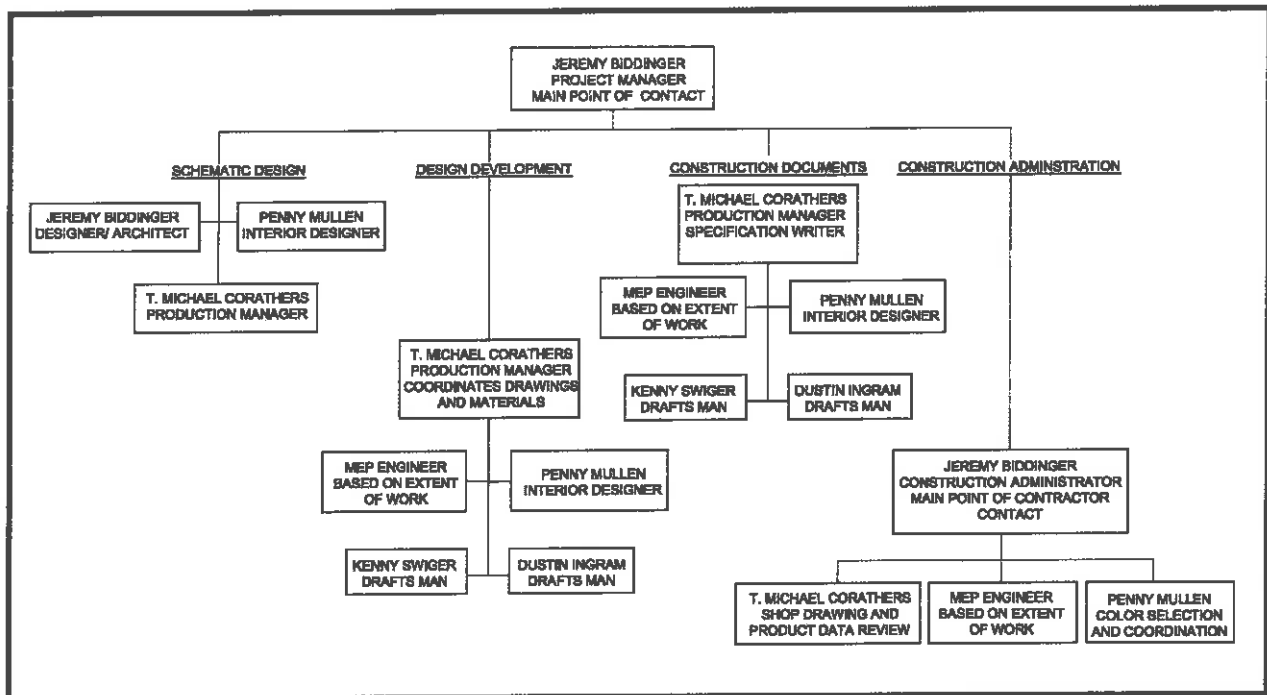 JEREMY BIDDINGER
PROJECT MANAGER
MAIN POINT OF CONTACT
SCHEMATIC DESIGN
JEREMY BIDDINGER
DESIGNER/ ARCHITECT
PENNY MULLEN
INTERIOR DESIGNER
T. MICHAEL CORATHERS
PRODUCTION MANAGER
DESIGN DEVELOPMENT
T. MICHAEL CORATHERS
PRODUCTION MANAGER
COORDINATES DRAWINGS
AND MATERIALS
MEP ENGINEER
BASED ON EXTENT
OF WORK
PENNY MULLEN
INTERIOR DESIGNER
KENNY SWIGER
DRAFTS MAN
DUSTIN INGRAM
DRAFTS MAN
CONSTRUCTION DOCUMENTS
T. MICHAEL CORATHERS
PRODUCTION MANAGER
SPECIFICATION WRITER
MEP ENGINEER
BASED ON EXTENT
OF WORK
PENNY MULLEN
INTERIOR DESIGNER
KENNY SWIGER
DRAFTS MAN
DUSTIN INGRAM
DRAFTS MAN
CONSTRUCTION ADMINSTRATION
JEREMY BIDDINGER
CONSTRUCTION ADMINISTRATOR
MAIN POINT OF CONTRACTOR
CONTACT
T. MICHAEL CORATHERS
SHOP DRAWING AND
PRODUCT DATA REVIEW
MEP ENGINEER
BASED ON EXTENT
OF WORK
PENNY MULLEN
COLOR SELECTION
AND COORDINATION